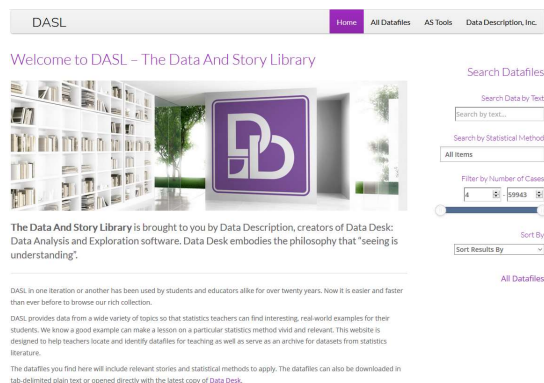 DASL
Home All Datafiles AS Tools Data Description, Inc.
Welcome to DASL – The Data And Story Library
The Data And Story Library is brought to you by Data Description, creators of Data Desk:
Data Analysis and Exploration software. Data Desk embodies the philosophy that “seeing is
understanding”.
DASL in one iteration or another has been used by students and educators alike for over twenty years. Now it is easier and faster
than ever before to browse our rich collection.
DASL provides data from a wide variety of topics so that statistics teachers can find interesting, real-world examples for their
students. We know a good example can make a lesson on a particular statistics method vivid and relevant. This website is
designed to help teachers locate and identify datafiles for teaching as well as serve as an archive for datasets from statistics
literature.
The datafiles you find here will include relevant stories and statistical methods to apply. The datafiles can also be downloaded in
tab-delimited plain text or opened directly with the latest copy of Data Desk.
Search Datafiles
Search Data by Text
Search by text...
Search by Statistical Method
All Items
Filter by Number of Cases
4 - 59943
Sort By
Sort Results By
All Datafiles